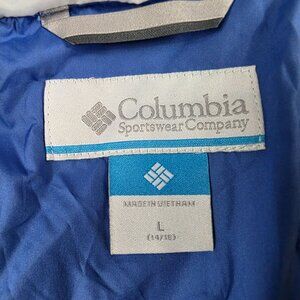 Columbia
Sportswear Company
MADE IN VIETNAM
L
(14/16)